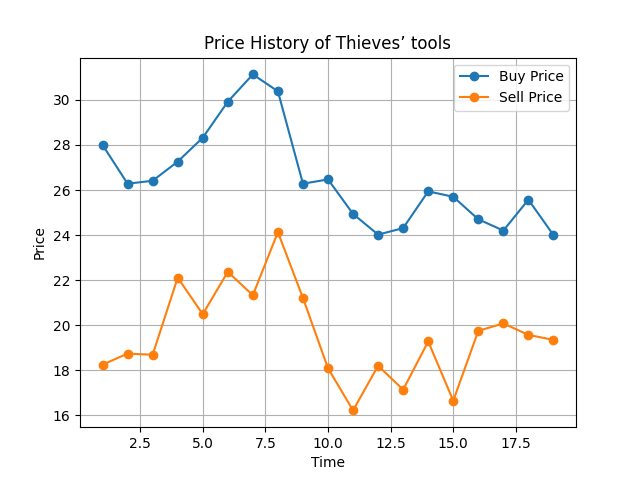 Price History of Thieves’ tools
Buy Price
Sell Price
30
28
26
24
22
20
18
16
Price
2.5 5.0 7.5 10.0 12.5 15.0 17.5
Time